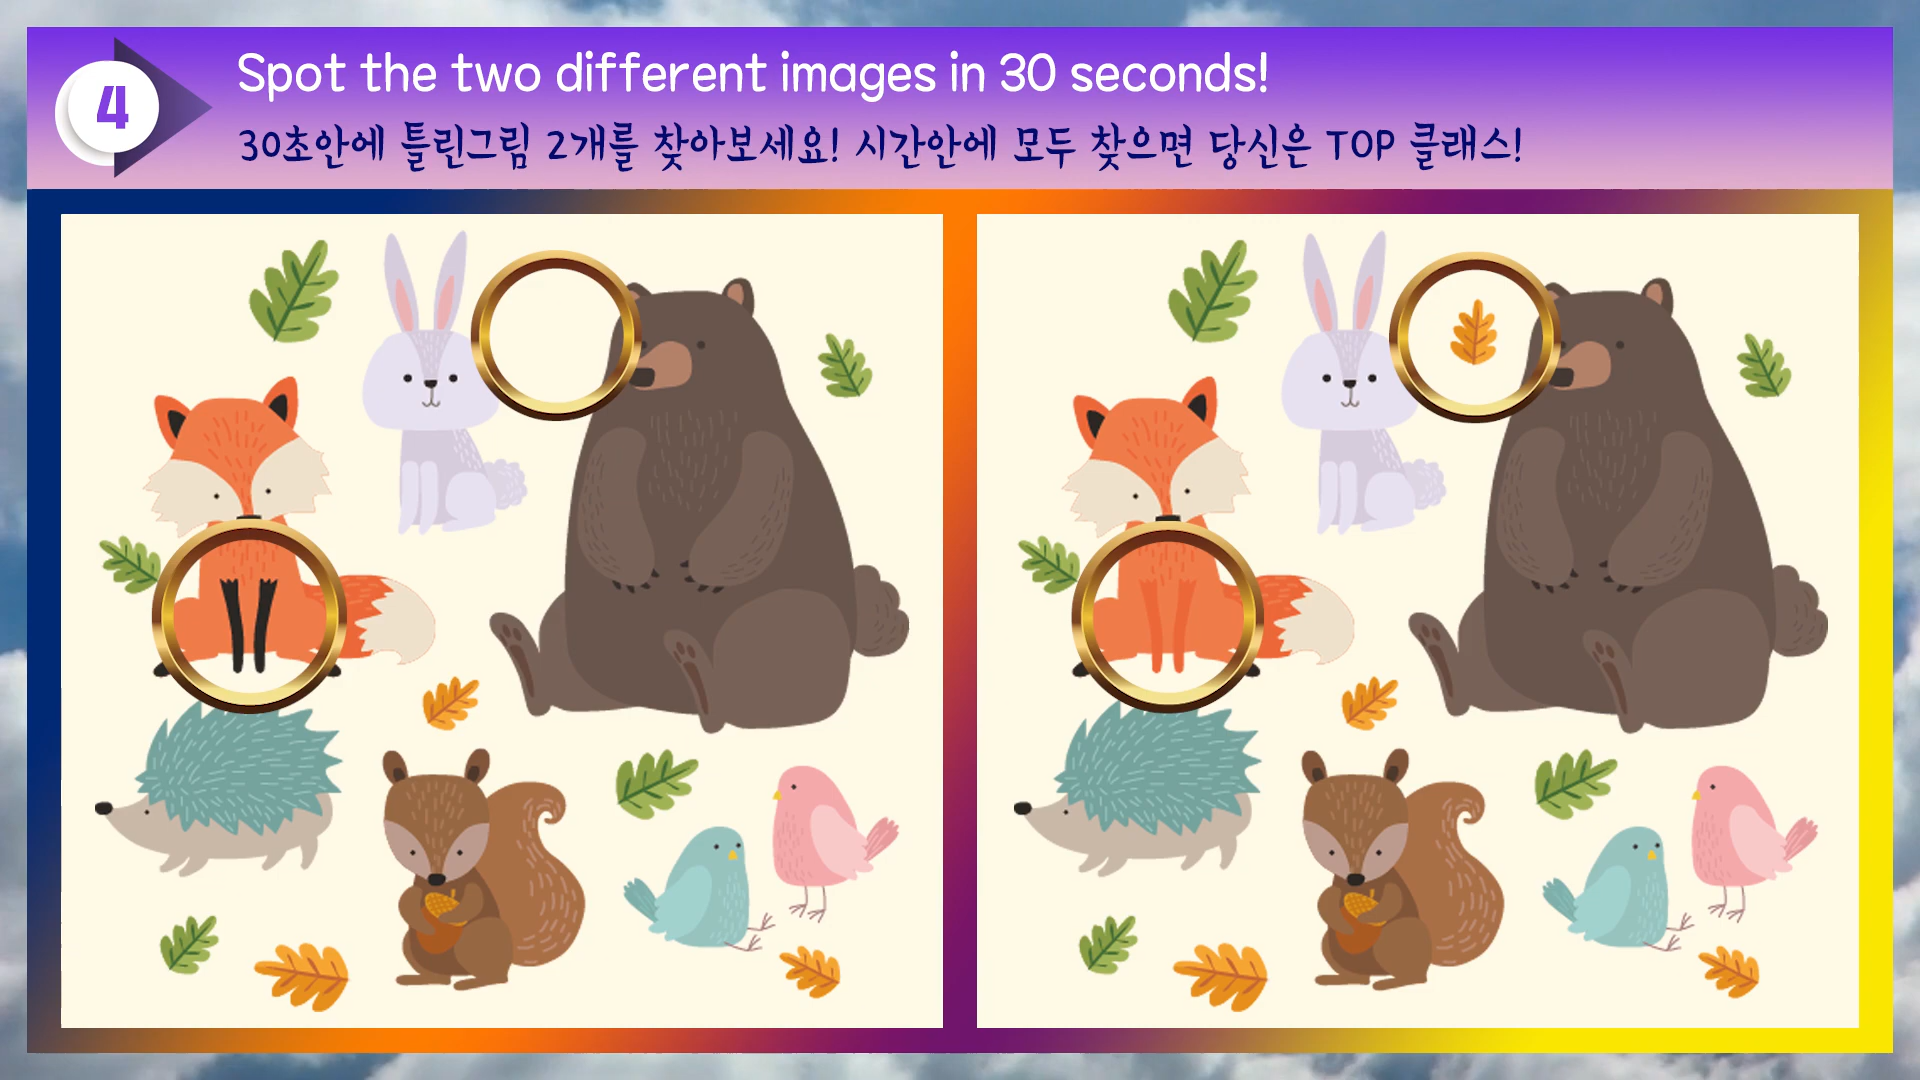 4
Spot the two different images in 30 seconds!
30초안에 틀린그림 2개를 찾아보세요! 시간안에 모두 찾으면 당신은 TOP 클래스!